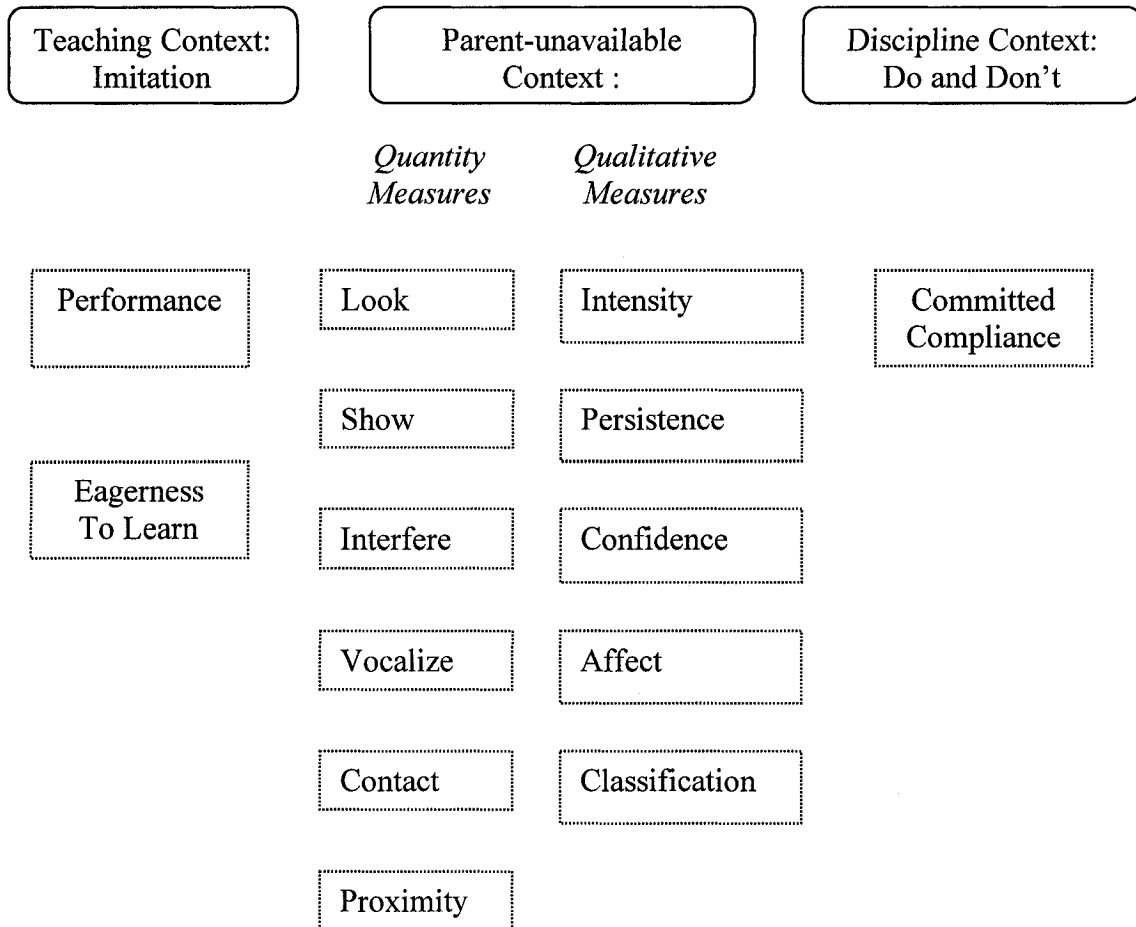 Teaching Context:
Imitation
Parent-unavailable
Context :
Discipline Context:
Do and Don't
Quantity
Measures
Qualitative
Measures
Performance
Eagerness
To Learn
Look
Show
Interfere
Vocalize
Contact
Proximity
Intensity
Persistence
Confidence
Affect
Classification
Committed
Compliance